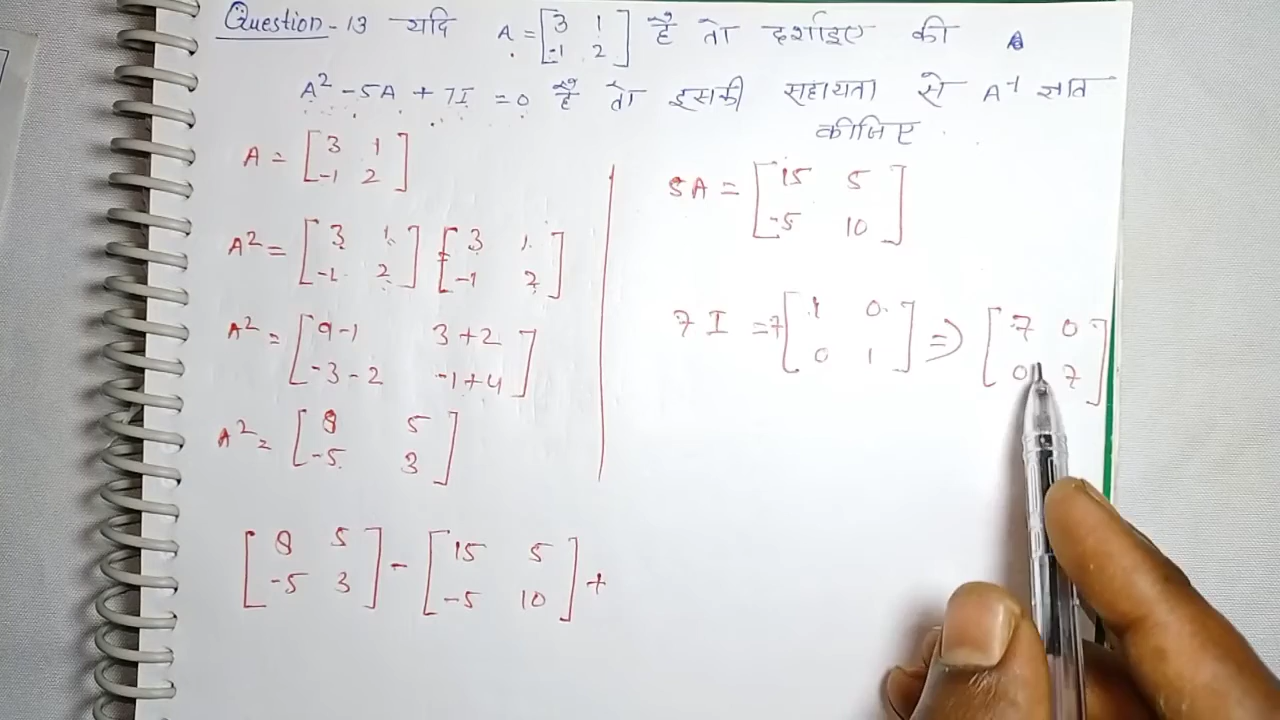 Question-13 यदि A = [3 1
-1 2] है तो दर्शाइए की A
A² - 5A + 7I = 0 है तो इसकी सहायता से A⁻¹ ज्ञात
कीजिए
A = [3 1
-1 2]
A² = [3 1 [3 1
-1 2] -1 2]
A² = [9-1 3+2
-3-2 -1+4]
A² = [8 5
-5 3]
[8 5 - [15 5 +
-5 3] -5 10]
5A = [15 5
-5 10]
7I = 7[1 0 ⇒ [7 0
0 1] 0 7]